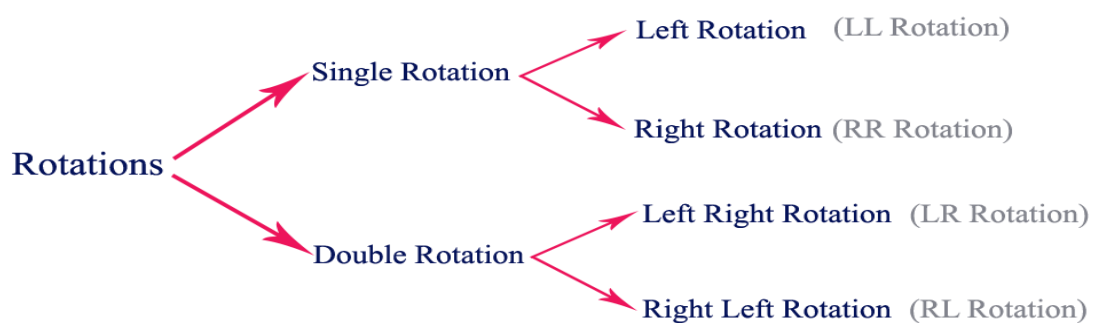 Left Rotation (LL Rotation)
Single Rotation
Right Rotation (RR Rotation)
Rotations
Left Right Rotation (LR Rotation)
Double Rotation
Right Left Rotation (RL Rotation)